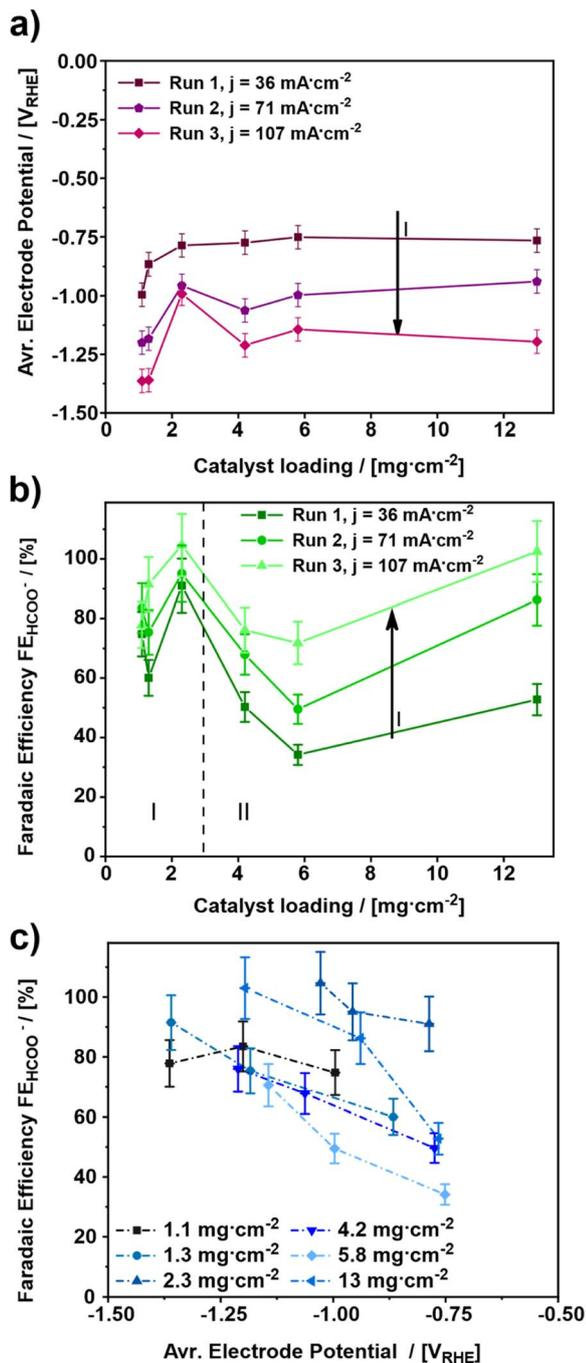 a)
Avr. Electrode Potential / [V_RHE]
0.00
-0.25
-0.50
-0.75
-1.00
-1.25
-1.50
Run 1, j = 36 mA·cm⁻²
Run 2, j = 71 mA·cm⁻²
Run 3, j = 107 mA·cm⁻²
I
0 2 4 6 8 10 12
Catalyst loading / [mg·cm⁻²]
b)
Faradaic Efficiency FE_HCOO⁻ / [%]
100
80
60
40
20
0
Run 1, j = 36 mA·cm⁻²
Run 2, j = 71 mA·cm⁻²
Run 3, j = 107 mA·cm⁻²
I
I II
0 2 4 6 8 10 12
Catalyst loading / [mg·cm⁻²]
c)
Faradaic Efficiency FE_HCOO⁻ / [%]
100
80
60
40
20
0
1.1 mg·cm⁻² 4.2 mg·cm⁻²
1.3 mg·cm⁻² 5.8 mg·cm⁻²
2.3 mg·cm⁻² 13 mg·cm⁻²
-1.50 -1.25 -1.00 -0.75 -0.50
Avr. Electrode Potential / [V_RHE]